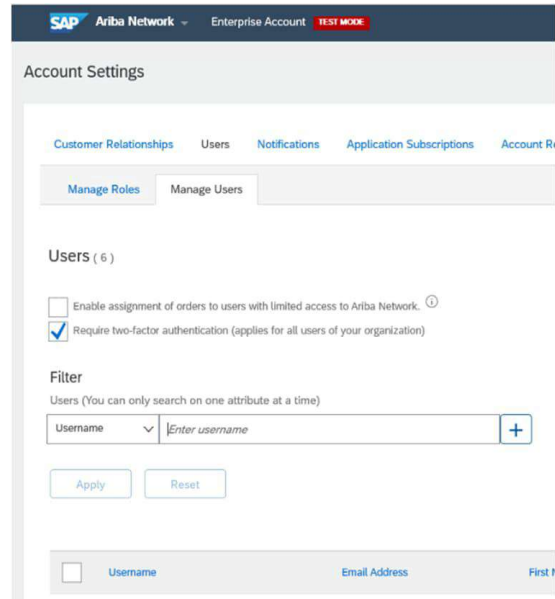 SAP Ariba Network Enterprise Account TEST MODE
Account Settings
Customer Relationships Users Notifications Application Subscriptions Account Re
Manage Roles Manage Users
Users ( 6 )
Enable assignment of orders to users with limited access to Ariba Network.
Require two-factor authentication (applies for all users of your organization)
Filter
Users (You can only search on one attribute at a time)
Username Enter username
Apply Reset
Username Email Address First